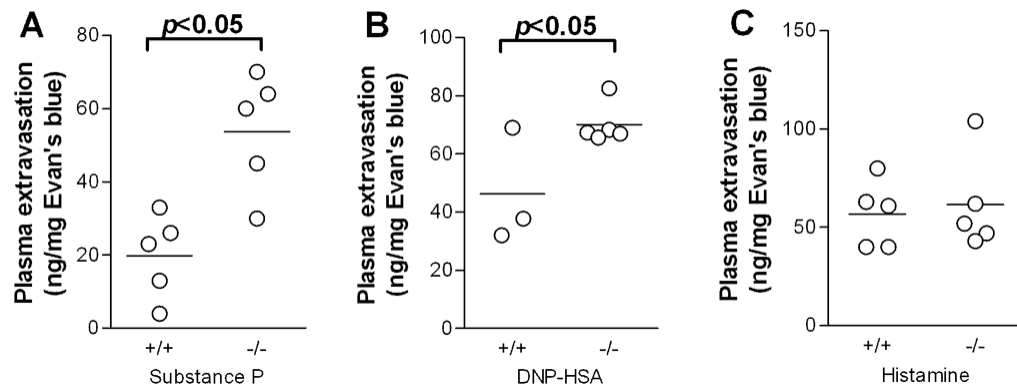 A
p<0.05
Plasma extravasation
(ng/mg Evan's blue)
80
60
40
20
0
+/+
-/-
Substance P
B
p<0.05
Plasma extravasation
(ng/mg Evan's blue)
100
80
60
40
20
0
+/+
-/-
DNP-HSA
C
Plasma extravasation
(ng/mg Evan's blue)
150
100
50
0
+/+
-/-
Histamine